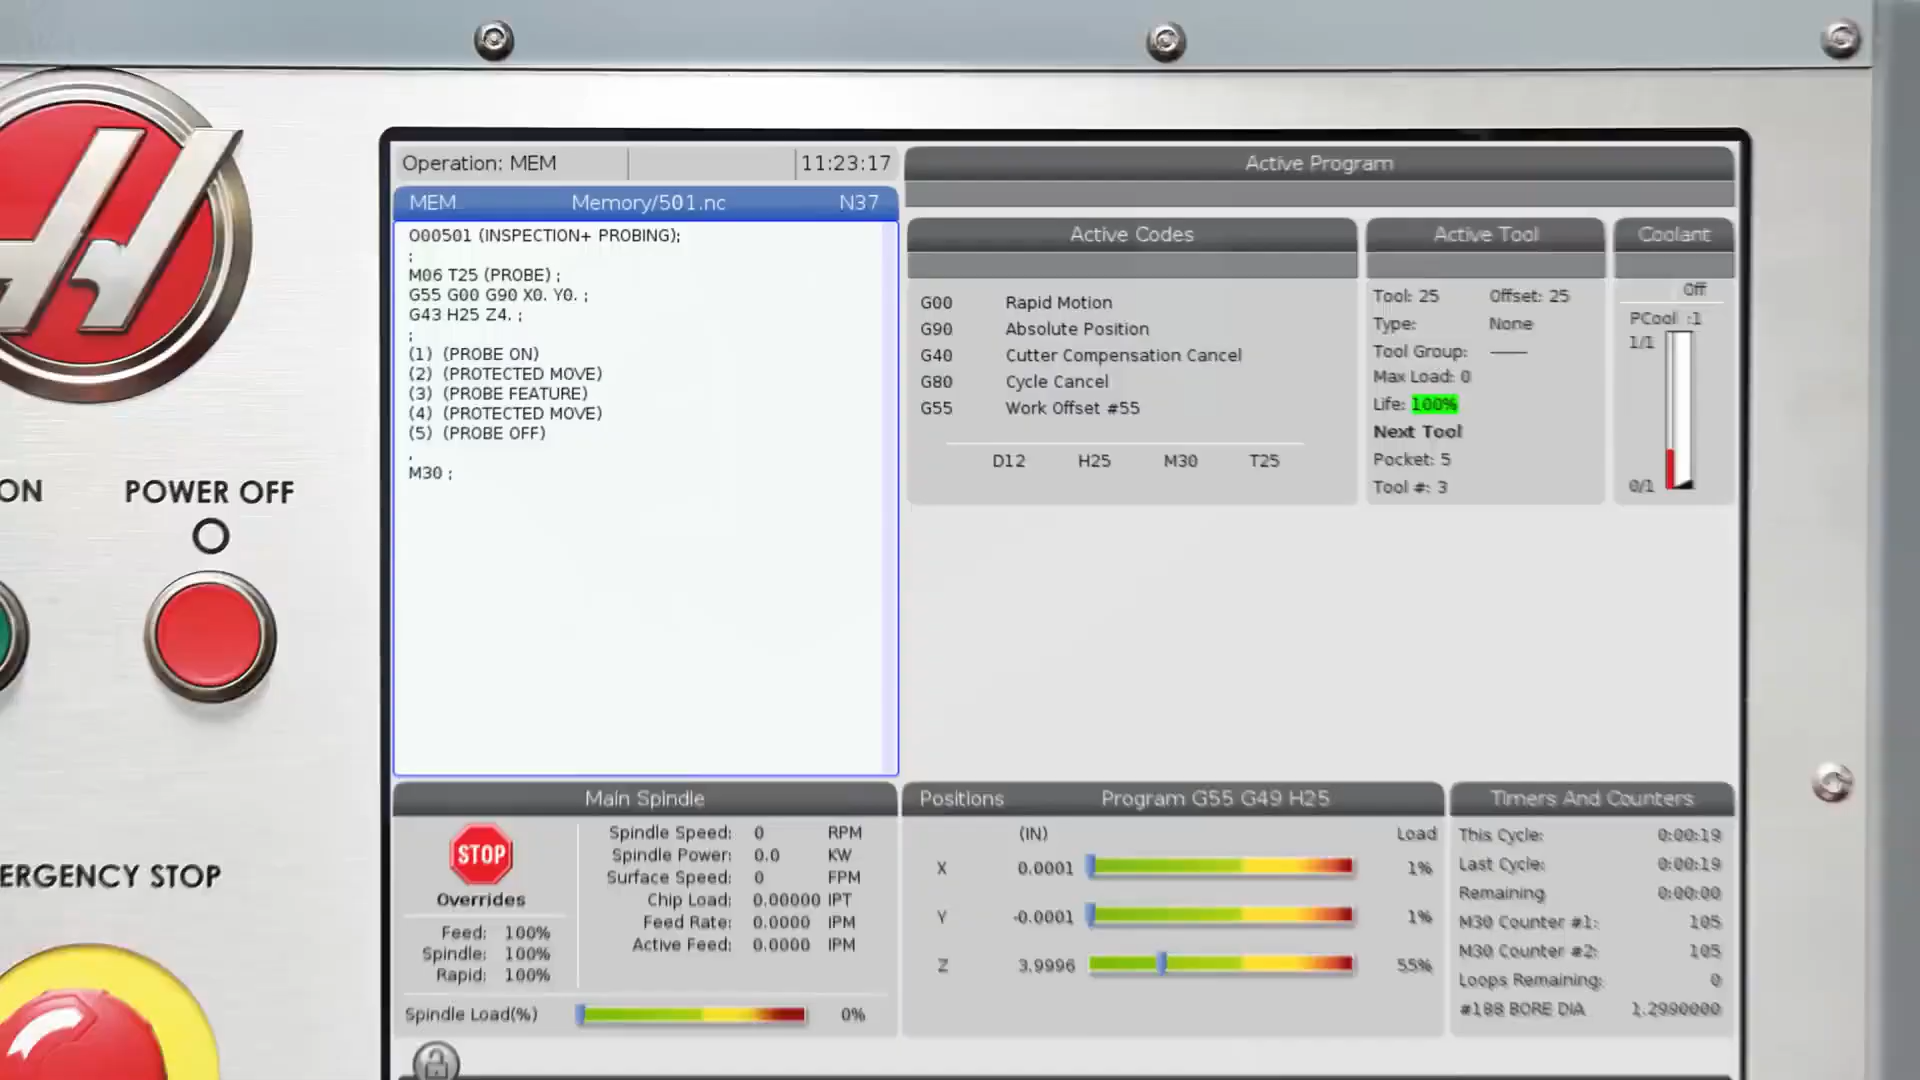 Operation: MEM
11:23:17
MEM Memory/501.nc N37
O00501 (INSPECTION+ PROBING);
;
M06 T25 (PROBE) ;
G55 G00 G90 X0. Y0. ;
G43 H25 Z4. ;
;
(1) (PROBE ON)
(2) (PROTECTED MOVE)
(3) (PROBE FEATURE)
(4) (PROTECTED MOVE)
(5) (PROBE OFF)
;
M30 ;
Active Program
Active Codes
G00 Rapid Motion
G90 Absolute Position
G40 Cutter Compensation Cancel
G80 Cycle Cancel
G55 Work Offset #55
D12 H25 M30 T25
Active Tool
Tool: 25 Offset: 25
Type: None
Tool Group:
Max Load: 0
Life: 100%
Next Tool
Pocket: 5
Tool #: 3
Coolant
Off
PCool :1
1/1
0/1
ON
POWER OFF
ERGENCY STOP
Main Spindle
STOP
Overrides
Feed: 100%
Spindle: 100%
Rapid: 100%
Spindle Speed: 0 RPM
Spindle Power: 0.0 KW
Surface Speed: 0 FPM
Chip Load: 0.00000 IPT
Feed Rate: 0.0000 IPM
Active Feed: 0.0000 IPM
Spindle Load(%) 0%
Positions Program G55 G49 H25
(IN) Load
X 0.0001 1%
Y -0.0001 1%
Z 3.9996 55%
Timers And Counters
This Cycle: 0:00:19
Last Cycle: 0:00:19
Remaining 0:00:00
M30 Counter #1: 105
M30 Counter #2: 105
Loops Remaining: 0
#188 BORE DIA 1.2990000